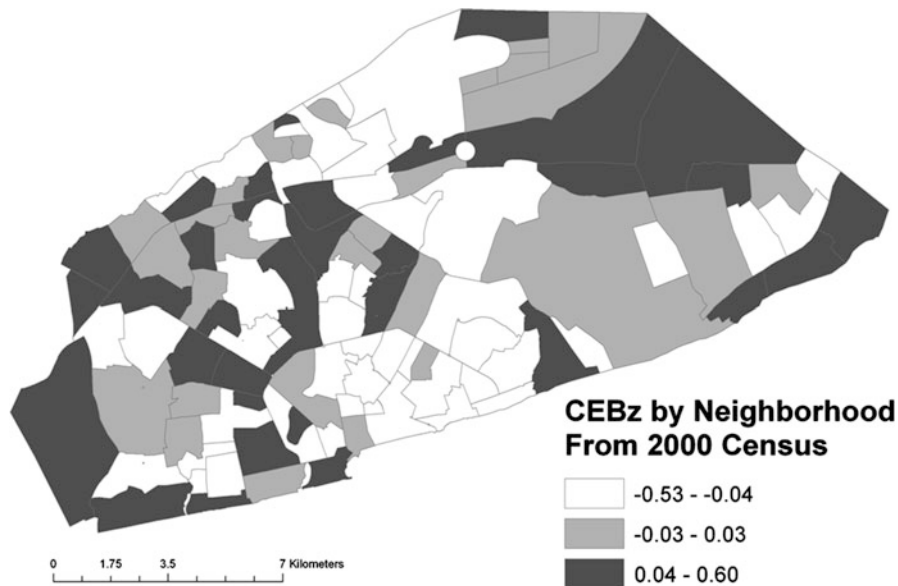 CEBz by Neighborhood
From 2000 Census
-0.53 - -0.04
-0.03 - 0.03
0.04 - 0.60
0 1.75 3.5 7 Kilometers